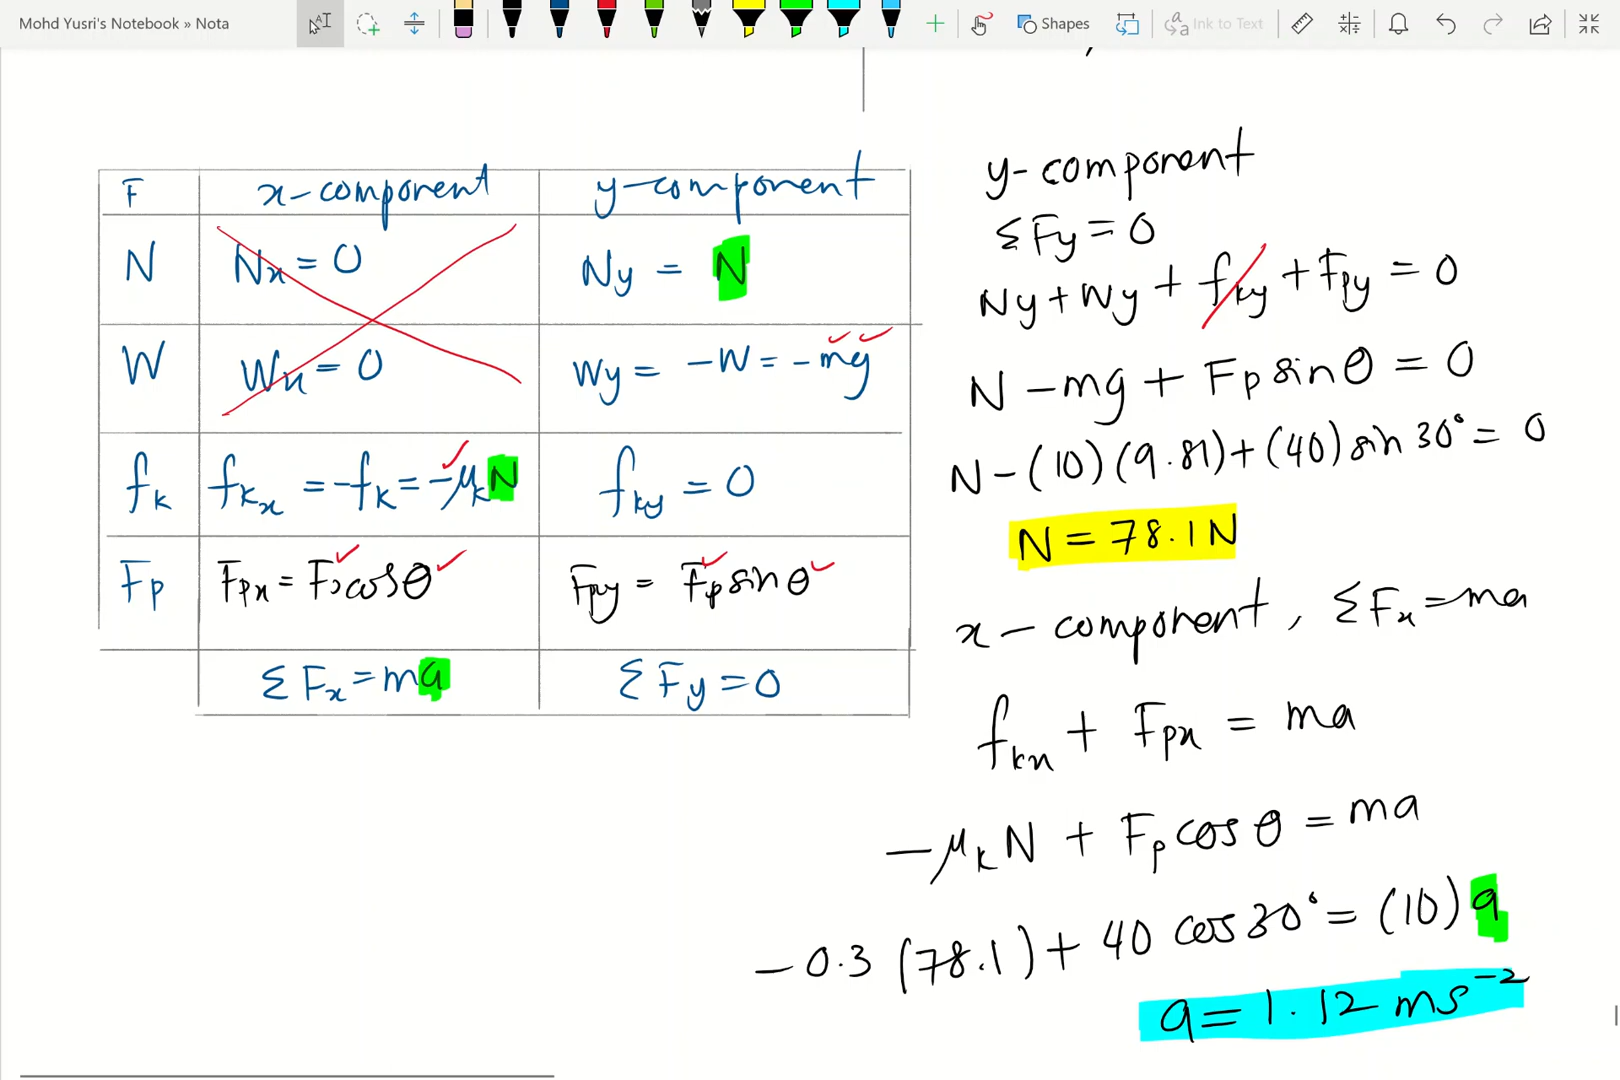 Mohd Yusri's Notebook » Nota
Shapes
Ink to Text
F x-component y-component
N Nx = 0 Ny = N
W Wx = 0 Wy = -W = -mg
fk fkx = -fk = -μkN fky = 0
Fp Fpx = Fpcosθ Fpy = Fp sinθ
ΣFx = ma ΣFy = 0
y-component
ΣFy = 0
Ny + Wy + fky + Fpy = 0
N - mg + Fp sinθ = 0
N - (10)(9.81) + (40) sin 30° = 0
N = 78.1 N
x - component, ΣFx = ma
fkx + Fpx = ma
-μkN + Fp cosθ = ma
-0.3 (78.1) + 40 cos 30° = (10) a
a = 1.12 ms⁻²